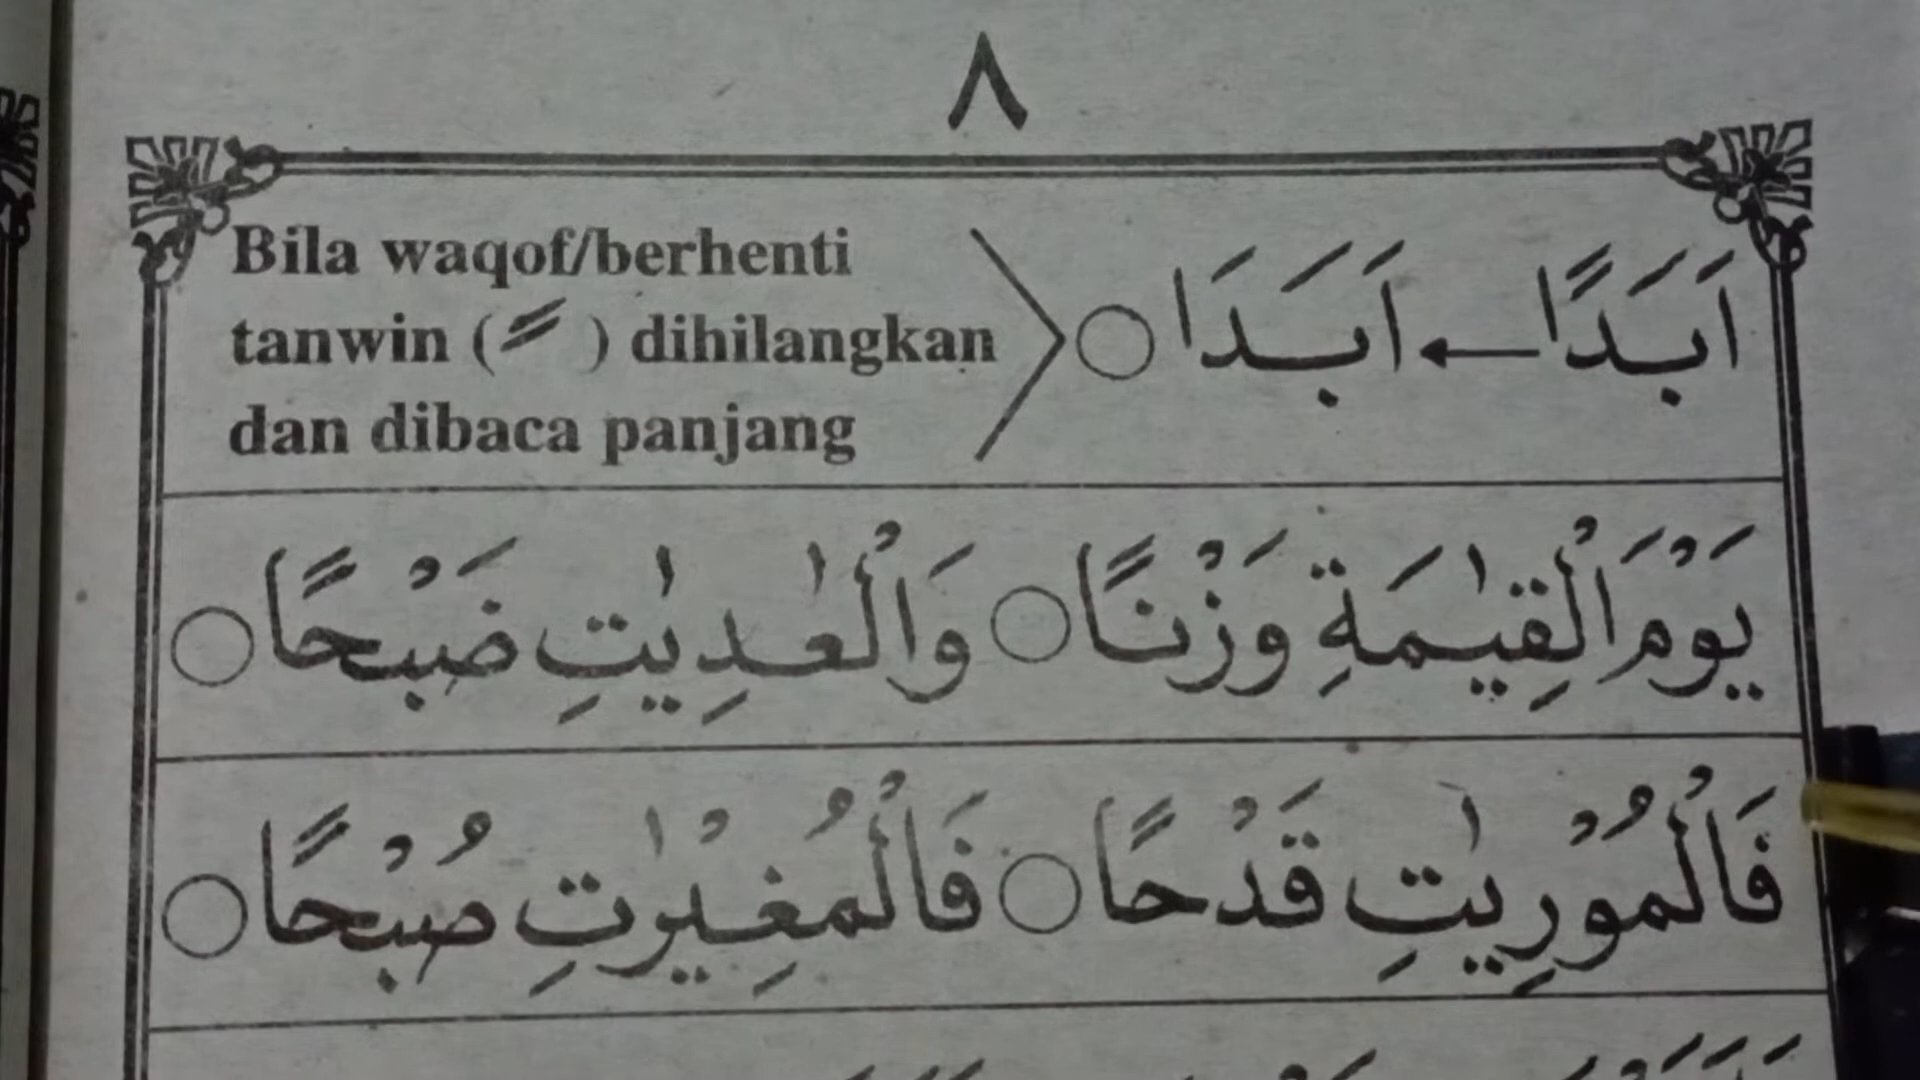 ٨
اَبَدًا ← اَبَدَا ○
Bila waqof/berhenti
tanwin ( ـً ) dihilangkan
dan dibaca panjang
يَوْمَ الْقِيٰمَةِ وَزْنًا ○ وَالْعٰدِيٰتِ ضَبْحًا ○
فَالْمُوْرِيٰتِ قَدْحًا ○ فَالْمُغِيْرٰتِ صُبْحًا ○